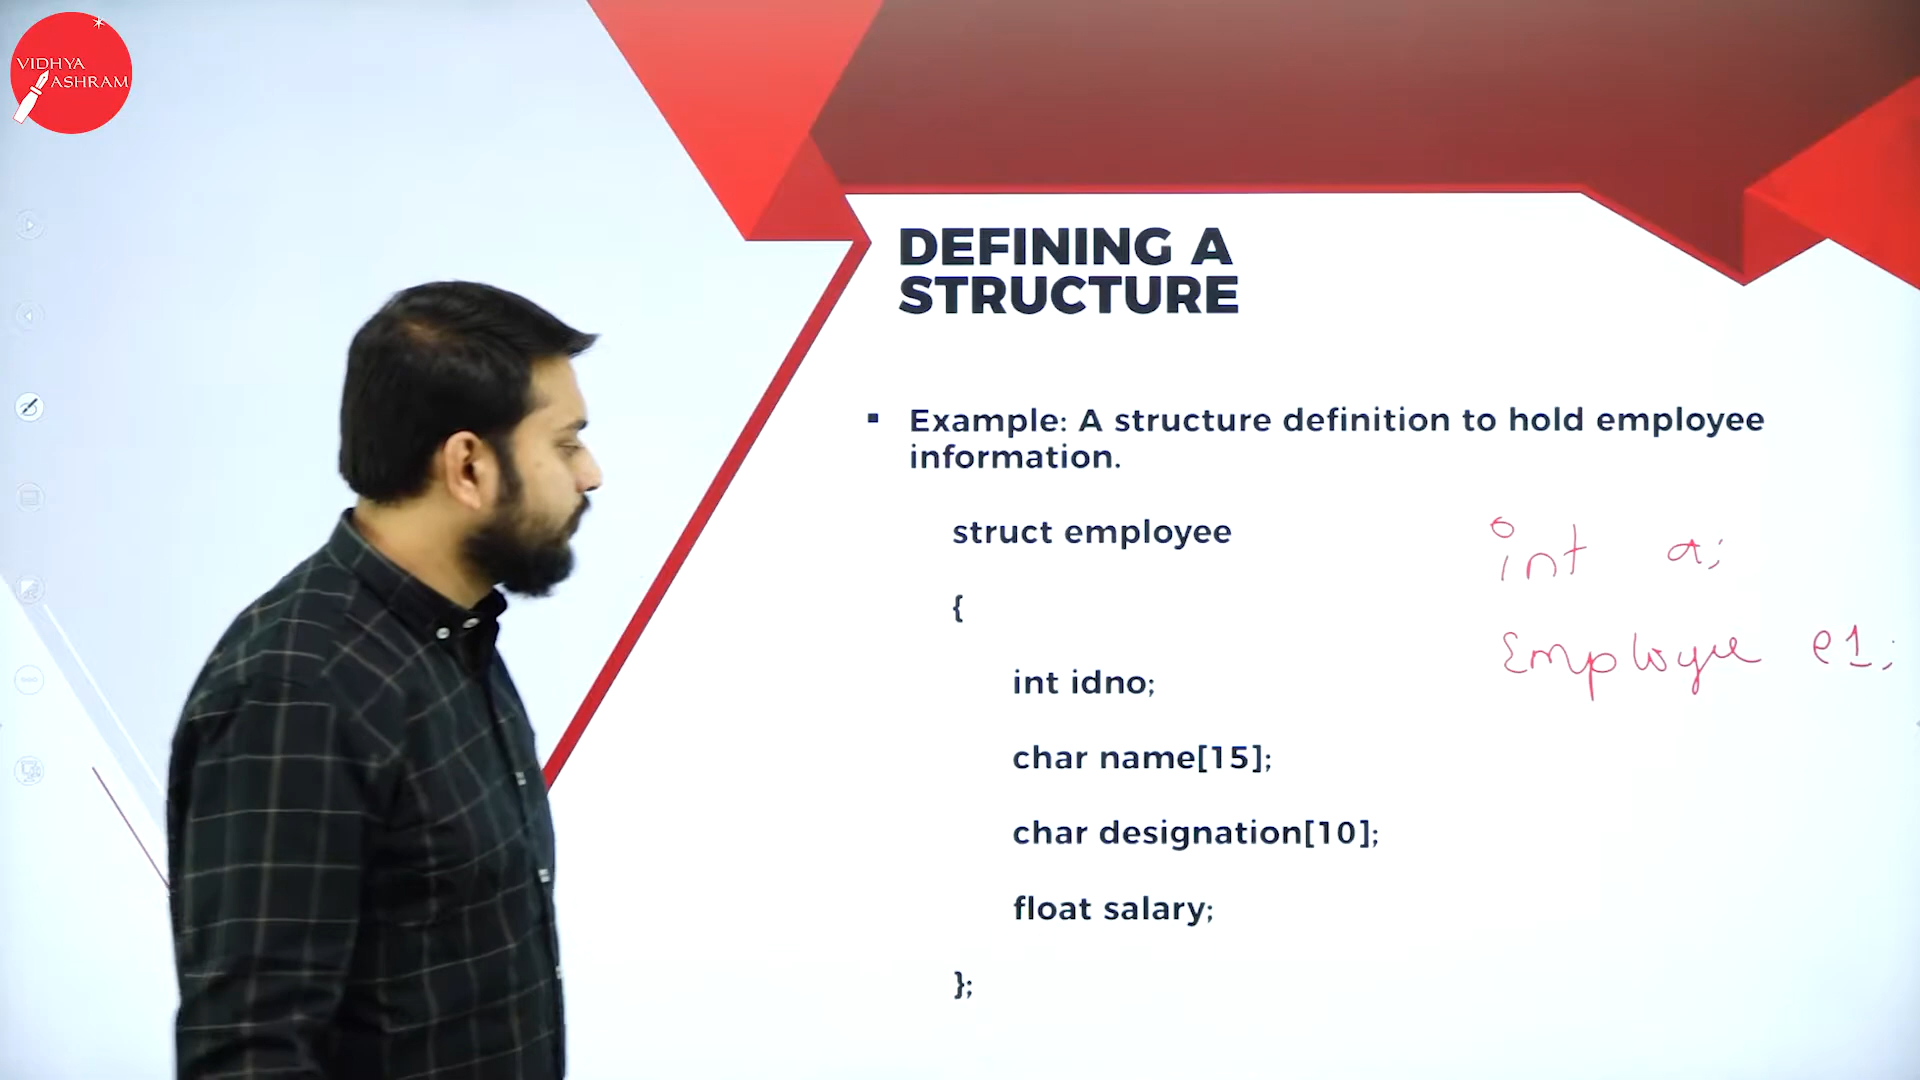 VIDHYA
ASHRAM
DEFINING A
STRUCTURE
▪ Example: A structure definition to hold employee
information.
struct employee
{
int idno;
char name[15];
char designation[10];
float salary;
};
int a;
Employee e1;